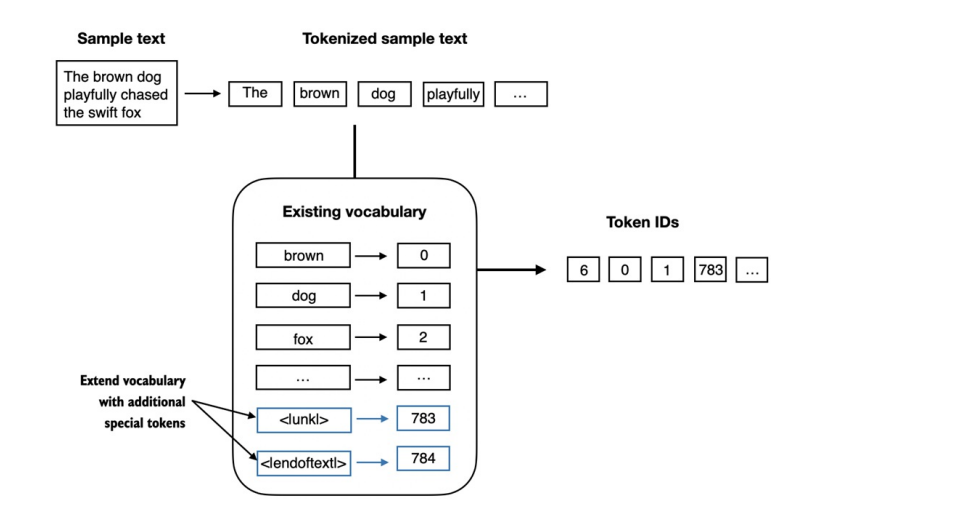 Sample text
Tokenized sample text
The brown dog
playfully chased
the swift fox
The
brown
dog
playfully
...
Existing vocabulary
brown
0
dog
1
fox
2
...
...
<|unk|>
783
<|endoftext|>
784
Extend vocabulary
with additional
special tokens
Token IDs
6
0
1
783
...